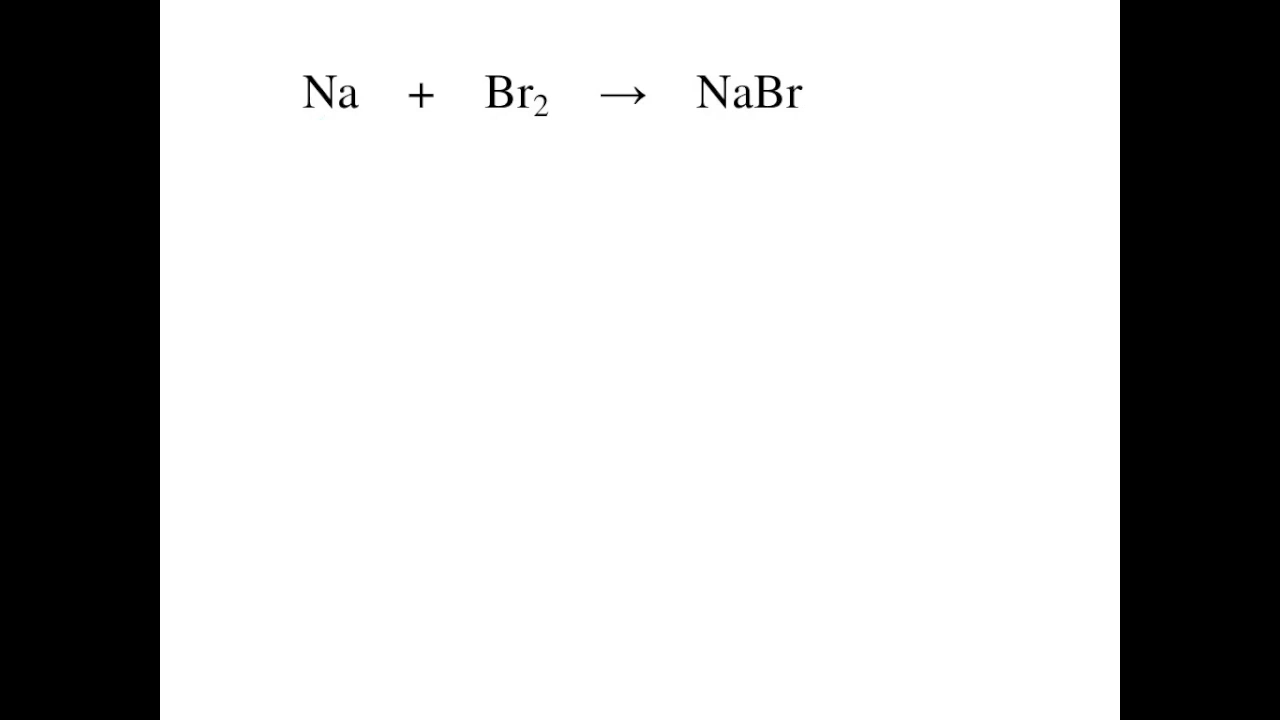 Na + Br₂ → NaBr